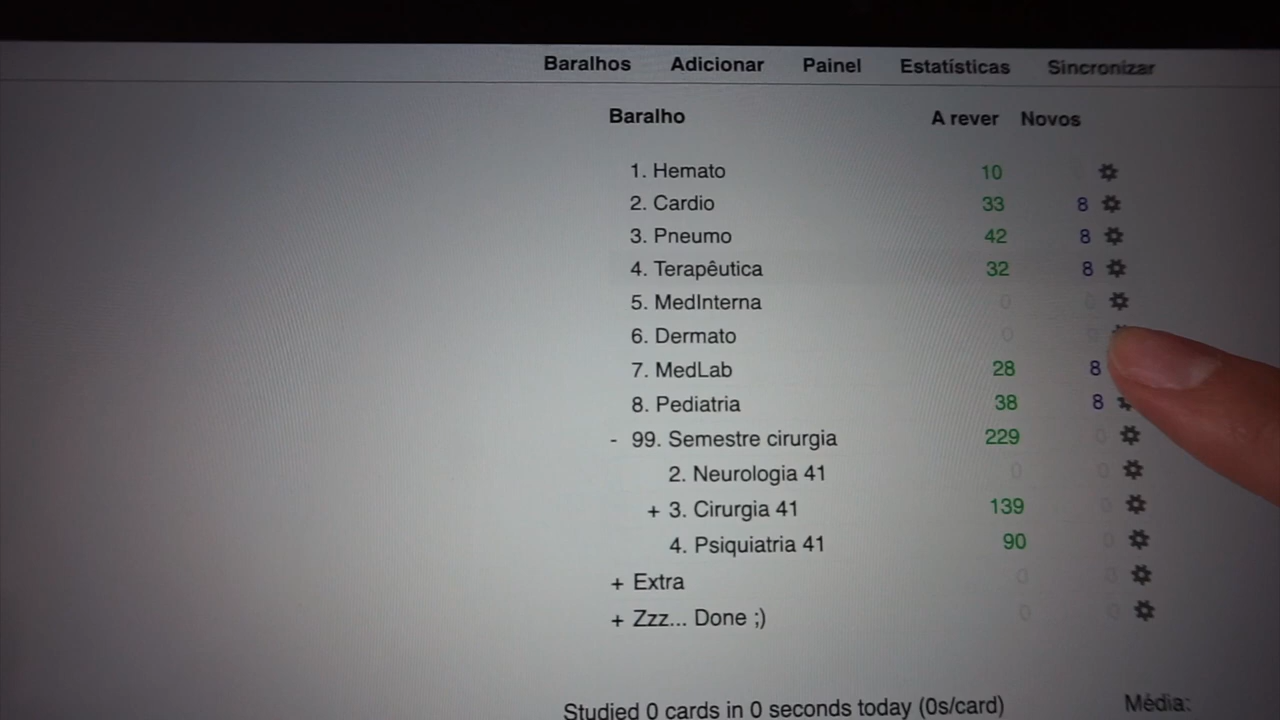 Baralhos Adicionar Painel Estatísticas Sincronizar
Baralho A rever Novos
1. Hemato 10
2. Cardio 33 8
3. Pneumo 42 8
4. Terapêutica 32 8
5. MedInterna 0 0
6. Dermato 0 0
7. MedLab 28 8
8. Pediatria 38 8
- 99. Semestre cirurgia 229 0
2. Neurologia 41 0 0
+ 3. Cirurgia 41 139 0
4. Psiquiatria 41 90 0
+ Extra 0 0
+ Zzz... Done ;) 0 0
Studied 0 cards in 0 seconds today (0s/card) Média: